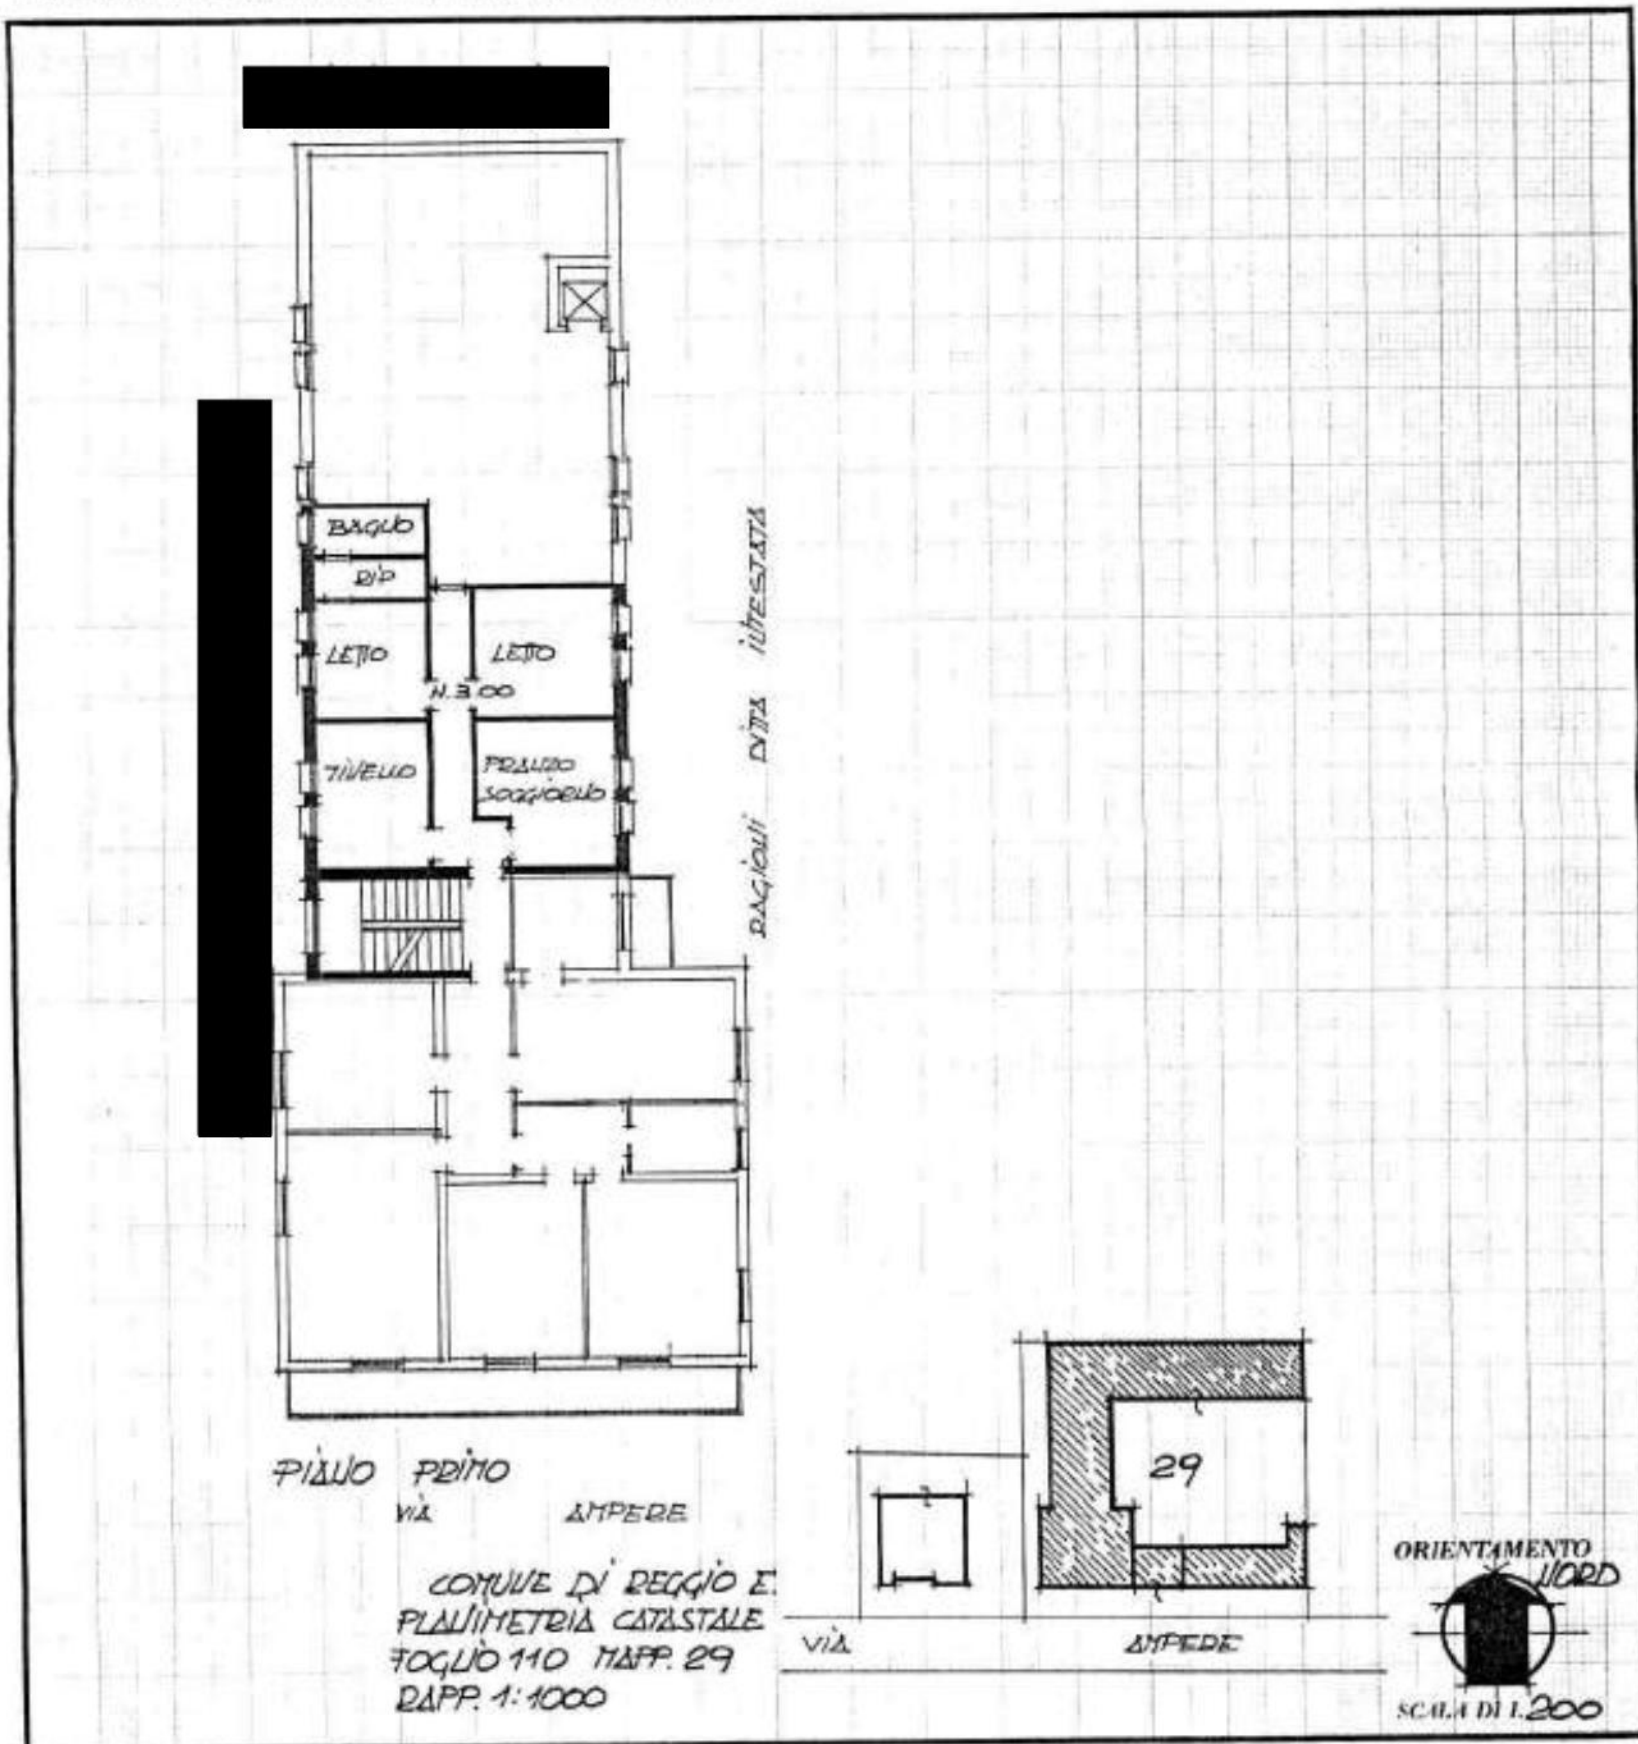 BAGNO
RIP
LETTO
LETTO
H.3.00
TINELLO
PRANZO
SOGGIORNO
RAGIONI DITTA INTESTATA
PIANO PRIMO
VIA AMPERE
COMUNE DI REGGIO E.
PLANIMETRIA CATASTALE
FOGLIO 110 MAPP. 29
RAPP. 1:1000
29
VIA AMPERE
ORIENTAMENTO
NORD
SCALA DI 1.200